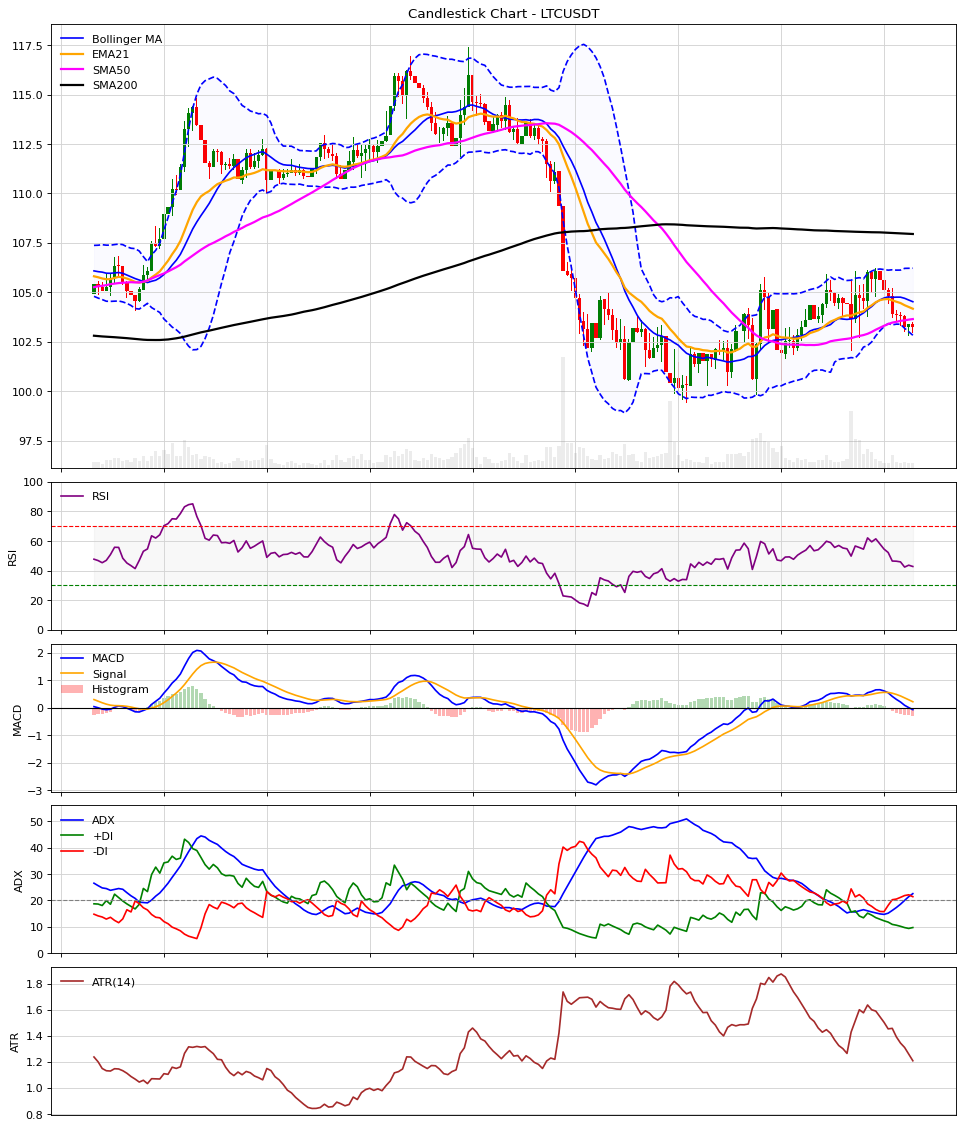 Candlestick Chart - LTCUSDT
Bollinger MA
EMA21
SMA50
SMA200
117.5
115.0
112.5
110.0
107.5
105.0
102.5
100.0
97.5
RSI
100
80
60
40
20
0
RSI
MACD
Signal
Histogram
2
1
0
−1
−2
−3
MACD
ADX
+DI
-DI
50
40
30
20
10
0
ADX
ATR(14)
1.8
1.6
1.4
1.2
1.0
0.8
ATR